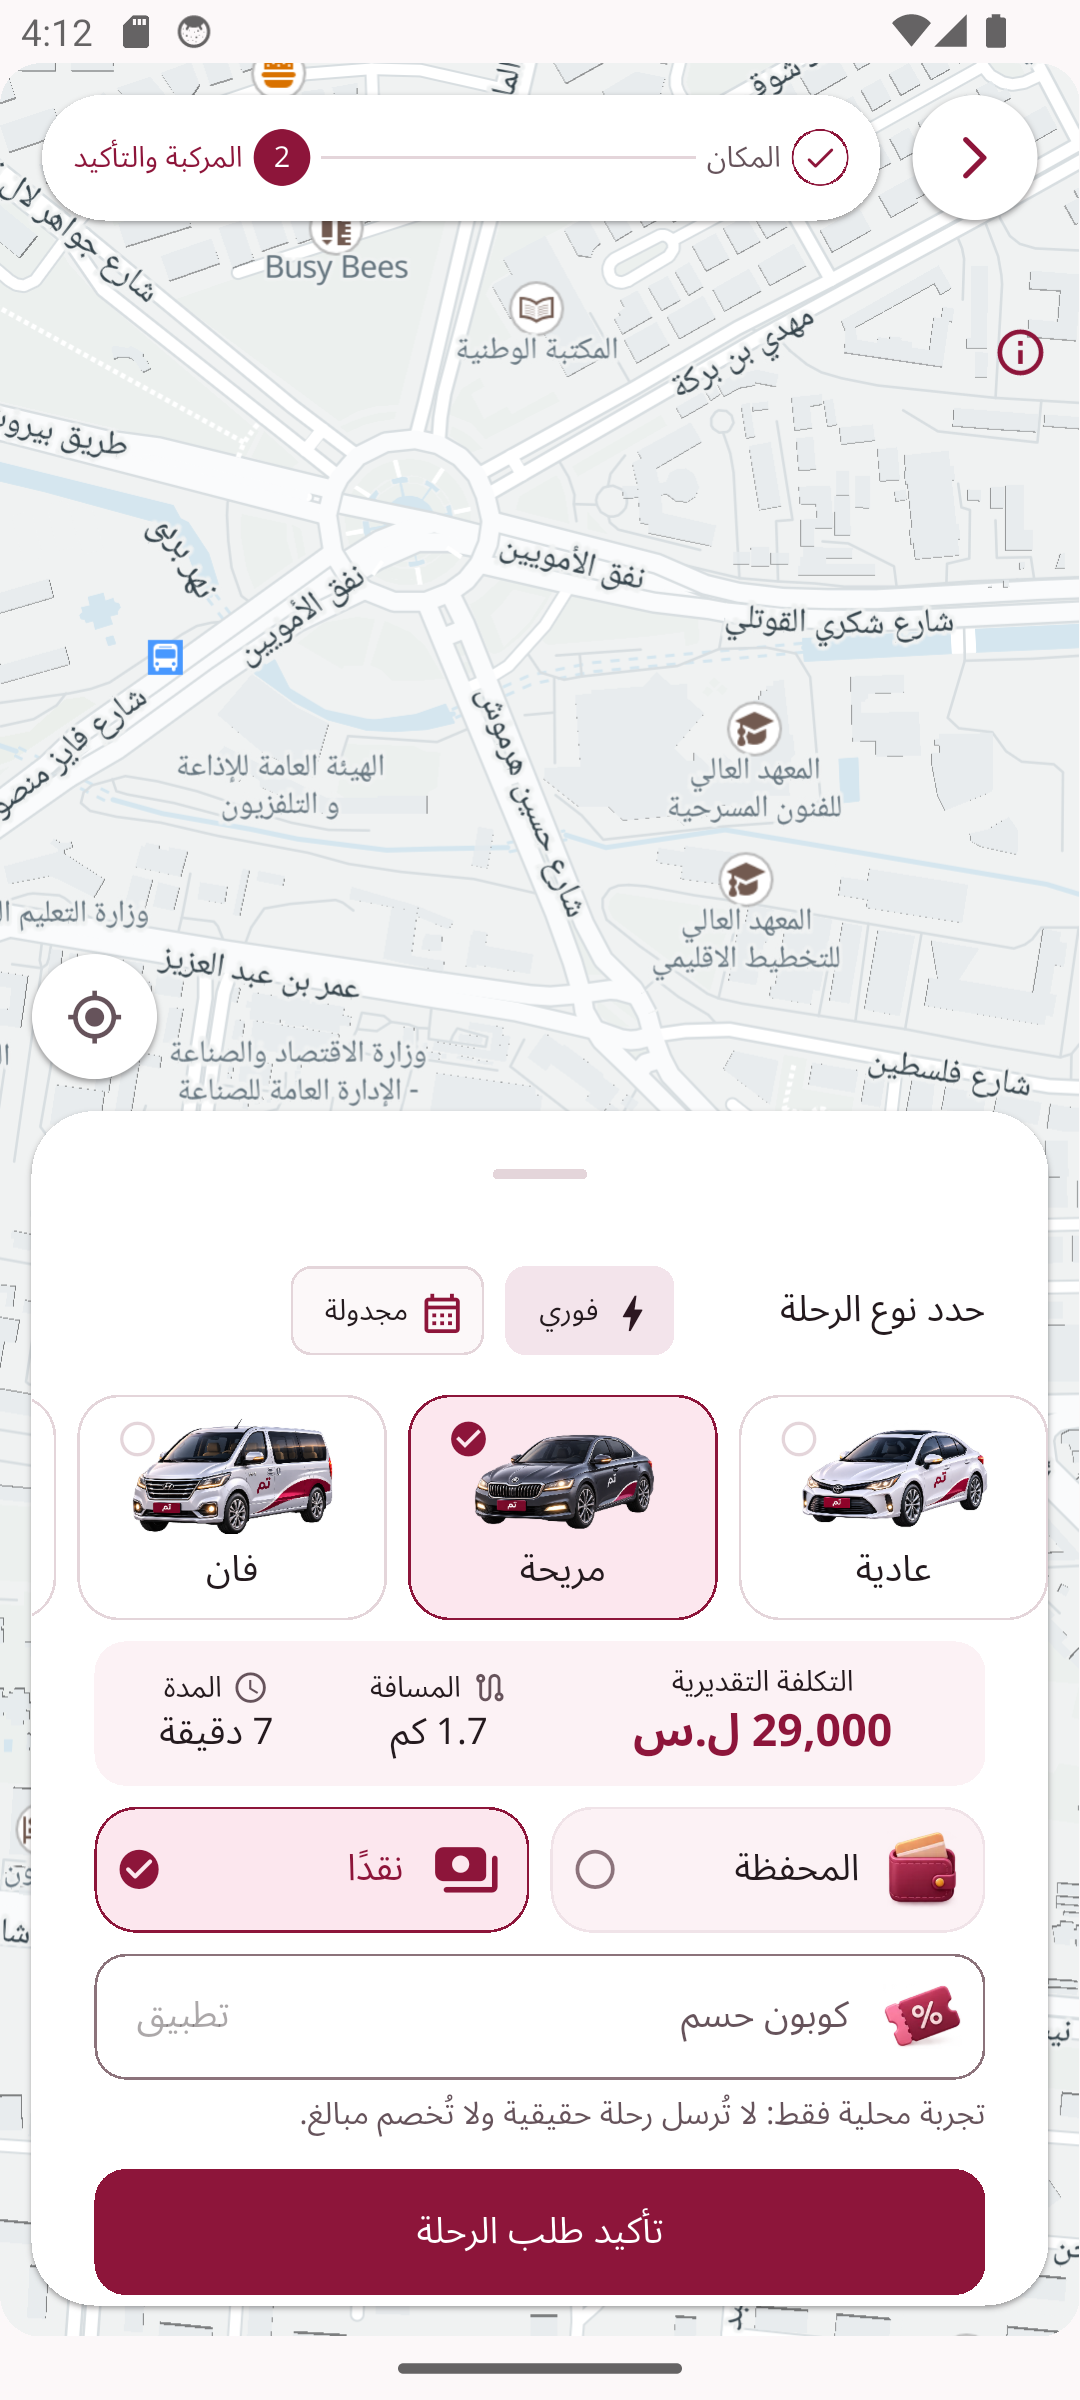 4:12
المكان
2 المركبة والتأكيد
Busy Bees
المكتبة الوطنية
مهدي بن بركة
نفق الأمويين
نفق الأمويين
شارع شكري القوتلي
شارع حسين هرموش
الهيئة العامة للإذاعة
و التلفزيون
المعهد العالي
للفنون المسرحية
المعهد العالي
للتخطيط الاقليمي
وزارة التعليم
عمر بن عبد العزيز
وزارة الاقتصاد والصناعة
- الإدارة العامة للصناعة
شارع فلسطين
حدد نوع الرحلة
فوري
مجدولة
عادية
مريحة
فان
التكلفة التقديرية
29,000 ل.س
المسافة
1.7 كم
المدة
7 دقيقة
المحفظة
نقدًا
كوبون حسم
تطبيق
تجربة محلية فقط: لا تُرسل رحلة حقيقية ولا تُخصم مبالغ.
تأكيد طلب الرحلة